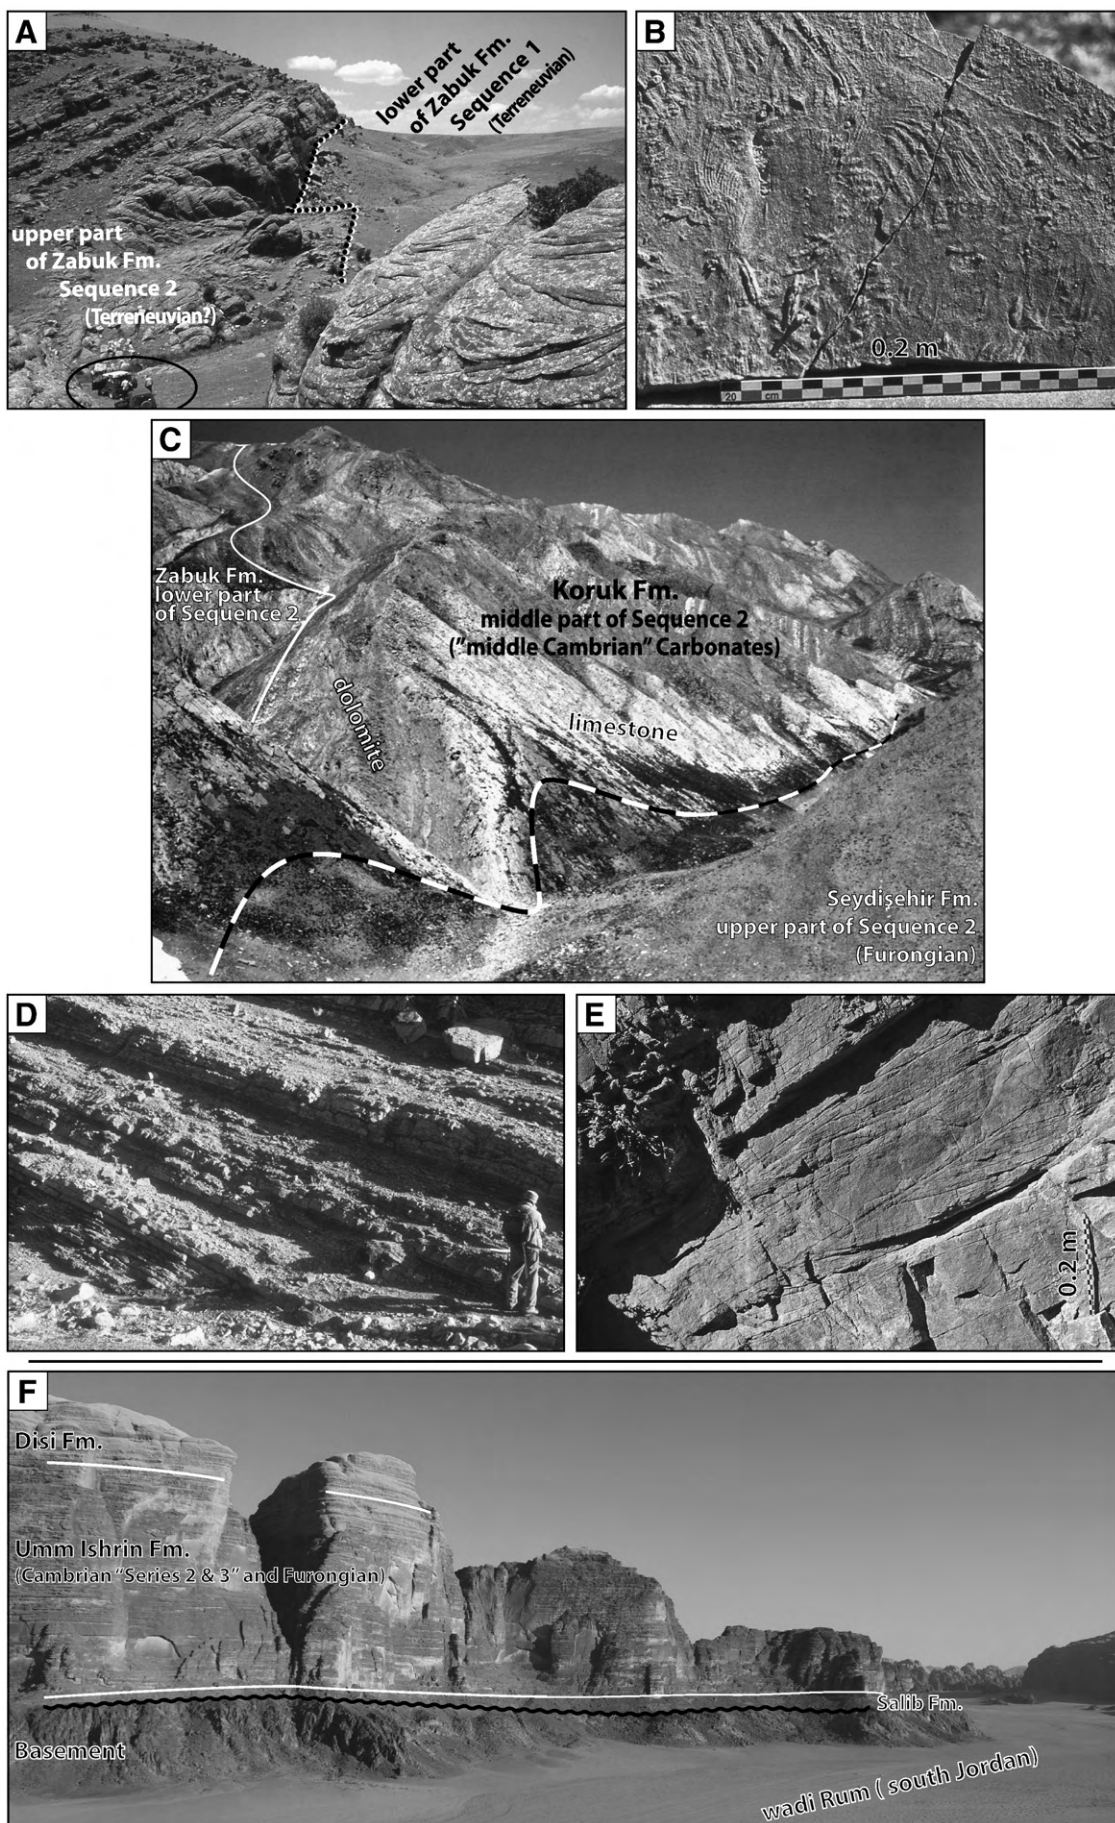 A
lower part
of Zabuk Fm.
Sequence 1
(Terreneuvian)
upper part
of Zabuk Fm.
Sequence 2
(Terreneuvian?)
B
0.2 m
20 cm
C
Zabuk Fm.
lower part
of Sequence 2
Koruk Fm.
middle part of Sequence 2
("middle Cambrian" Carbonates)
dolomite
limestone
Seydişehir Fm.
upper part of Sequence 2
(Furongian)
D
E
0.2 m
F
Disi Fm.
Umm Ishrin Fm.
(Cambrian "Series 2 & 3" and Furongian)
Salib Fm.
Basement
wadi Rum ( south Jordan)